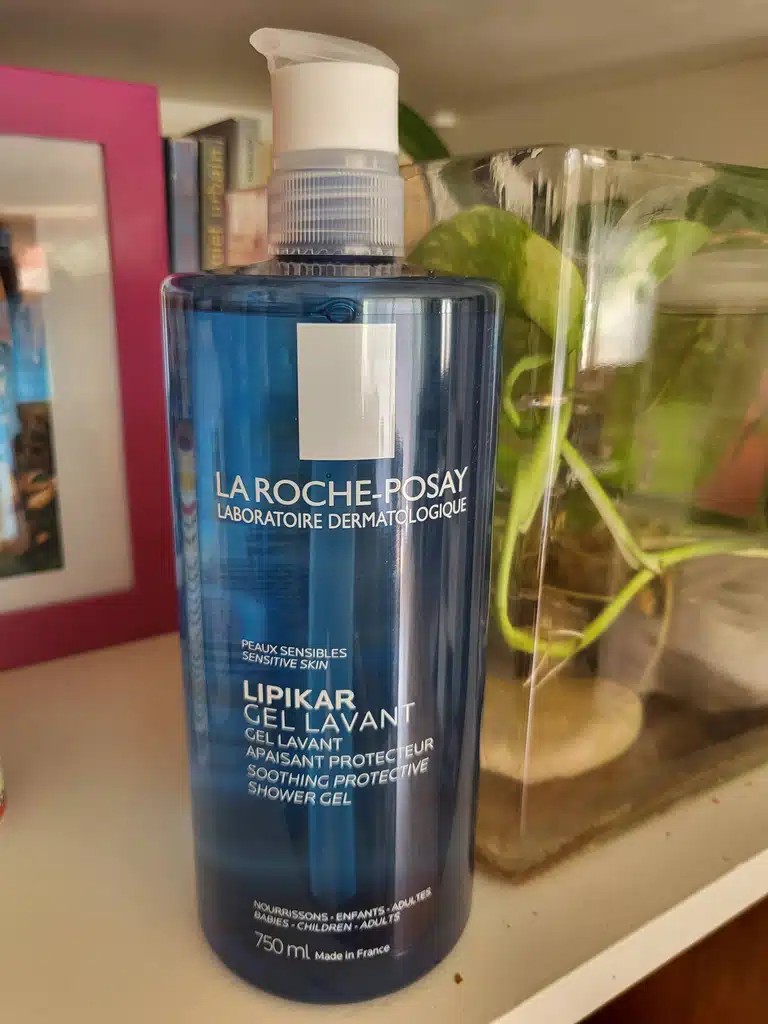 LA ROCHE-POSAY
LABORATOIRE DERMATOLOGIQUE
PEAUX SENSIBLES
SENSITIVE SKIN
LIPIKAR
GEL LAVANT
GEL LAVANT
APAISANT PROTECTEUR
SOOTHING PROTECTIVE
SHOWER GEL
NOURRISSONS - ENFANTS - ADULTES
BABIES - CHILDREN - ADULTS
750 ml Made in France